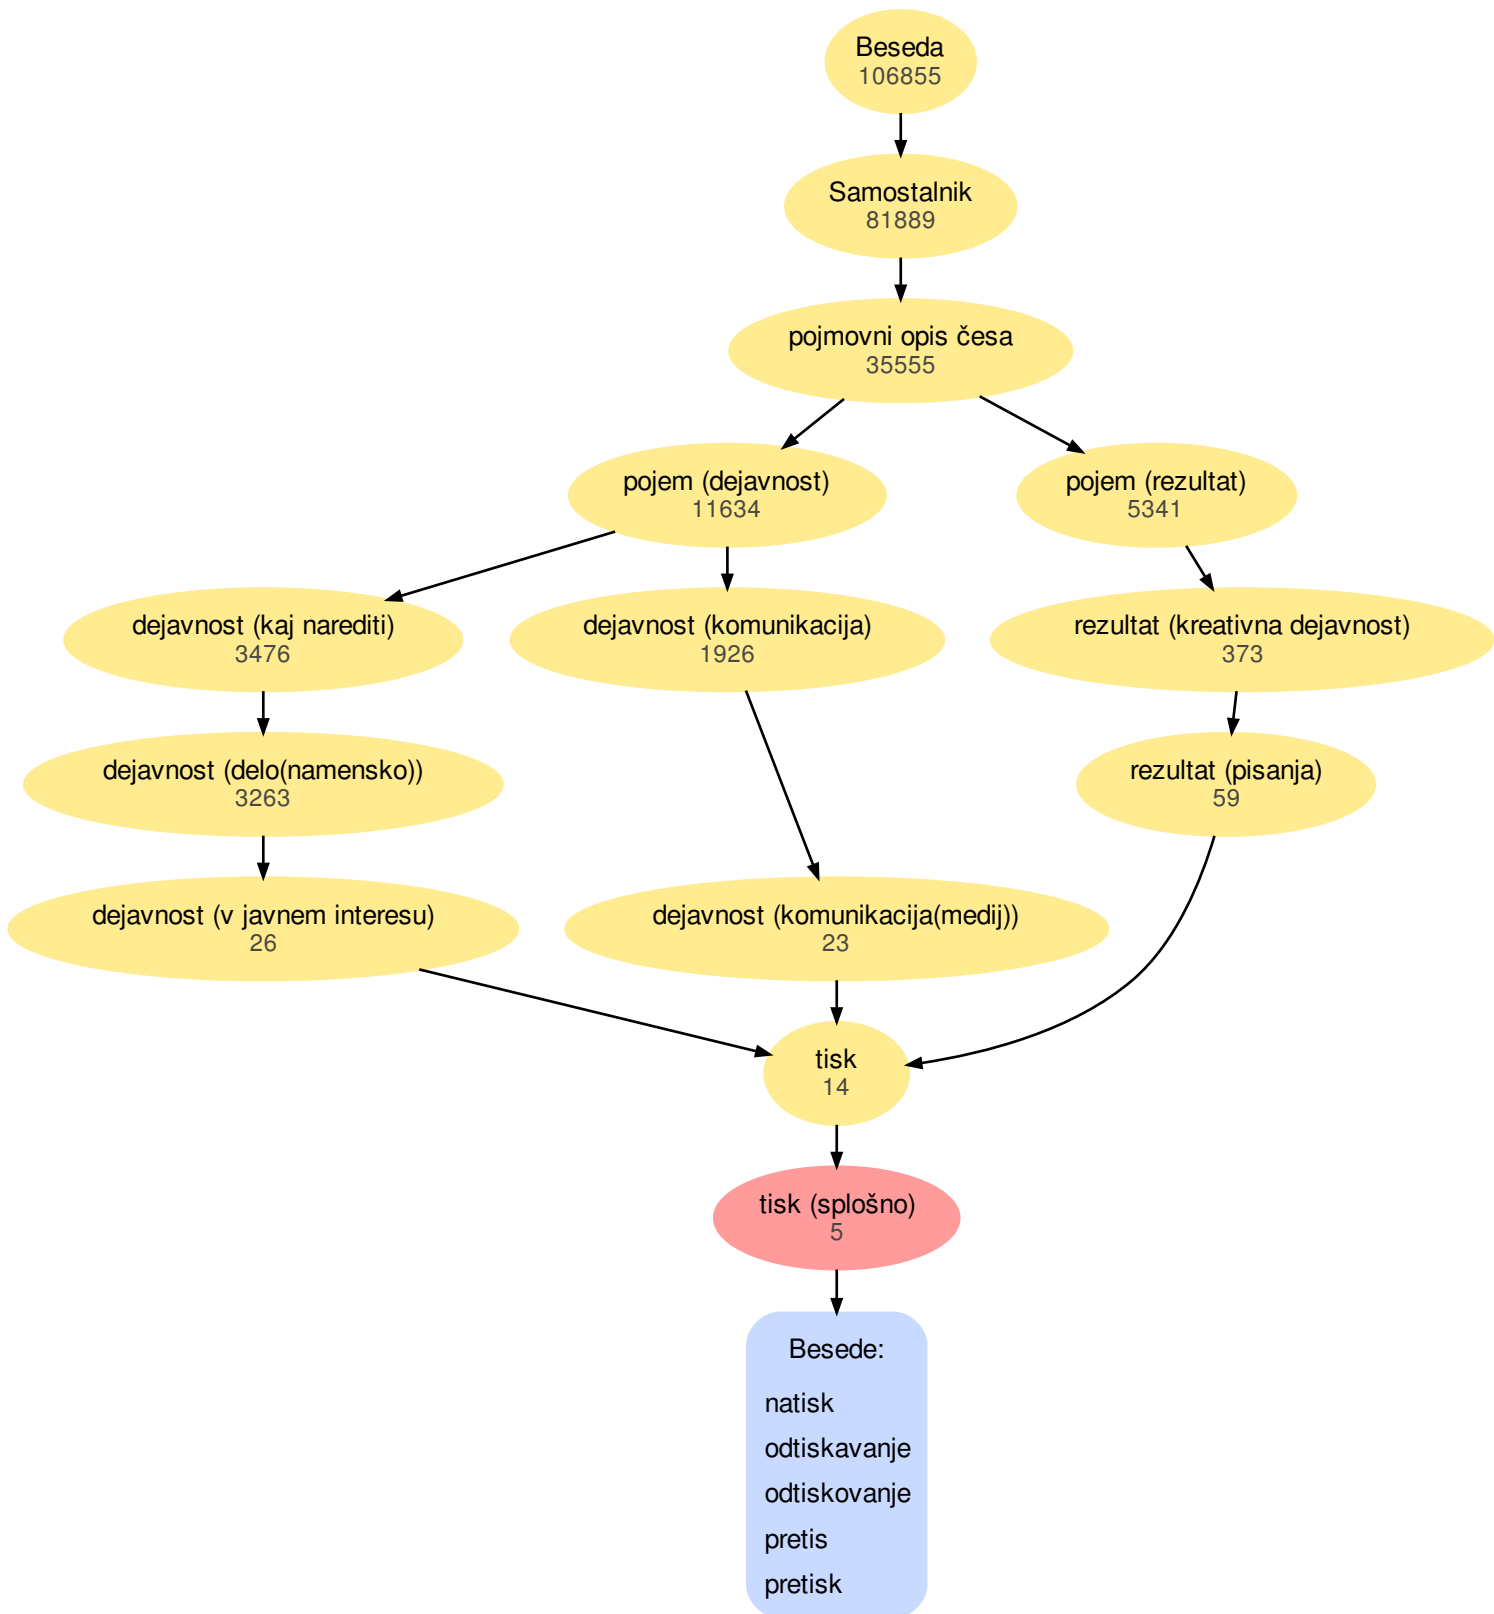 Beseda
106855
Samostalnik
81889
pojmovni opis česa
35555
pojem (dejavnost)
11634
pojem (rezultat)
5341
dejavnost (kaj narediti)
3476
dejavnost (komunikacija)
1926
rezultat (kreativna dejavnost)
373
dejavnost (delo(namensko))
3263
rezultat (pisanja)
59
dejavnost (v javnem interesu)
26
dejavnost (komunikacija(medij))
23
tisk
14
tisk (splošno)
5
Besede:
natisk
odtiskavanje
odtiskovanje
pretis
pretisk